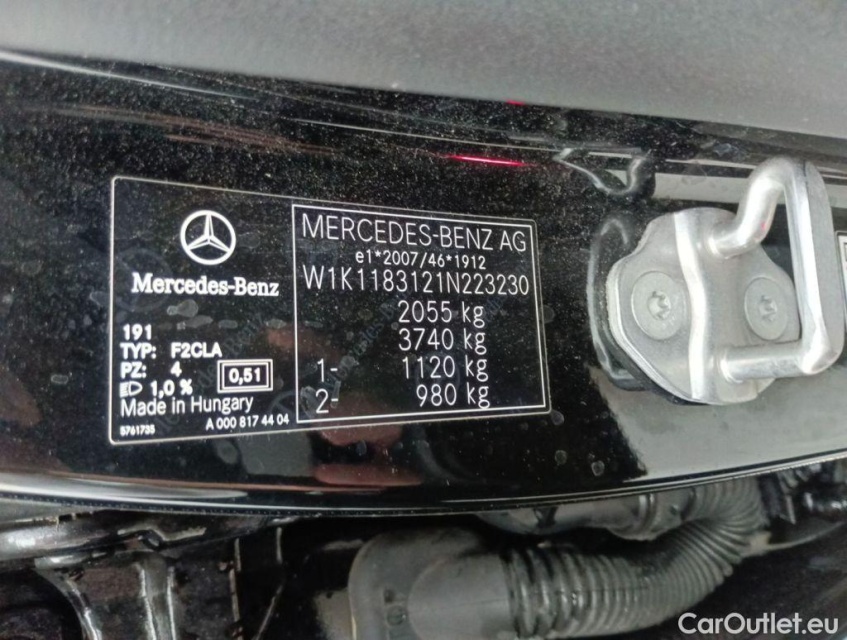 Mercedes-Benz
191
TYP: F2CLA
PZ: 4
1,0 %
0,51
Made in Hungary
5761735
A 000 817 44 04
MERCEDES-BENZ AG
e1*2007/46*1912
W1K1183121N223230
2055 kg
3740 kg
1- 1120 kg
2- 980 kg
CarOutlet.eu